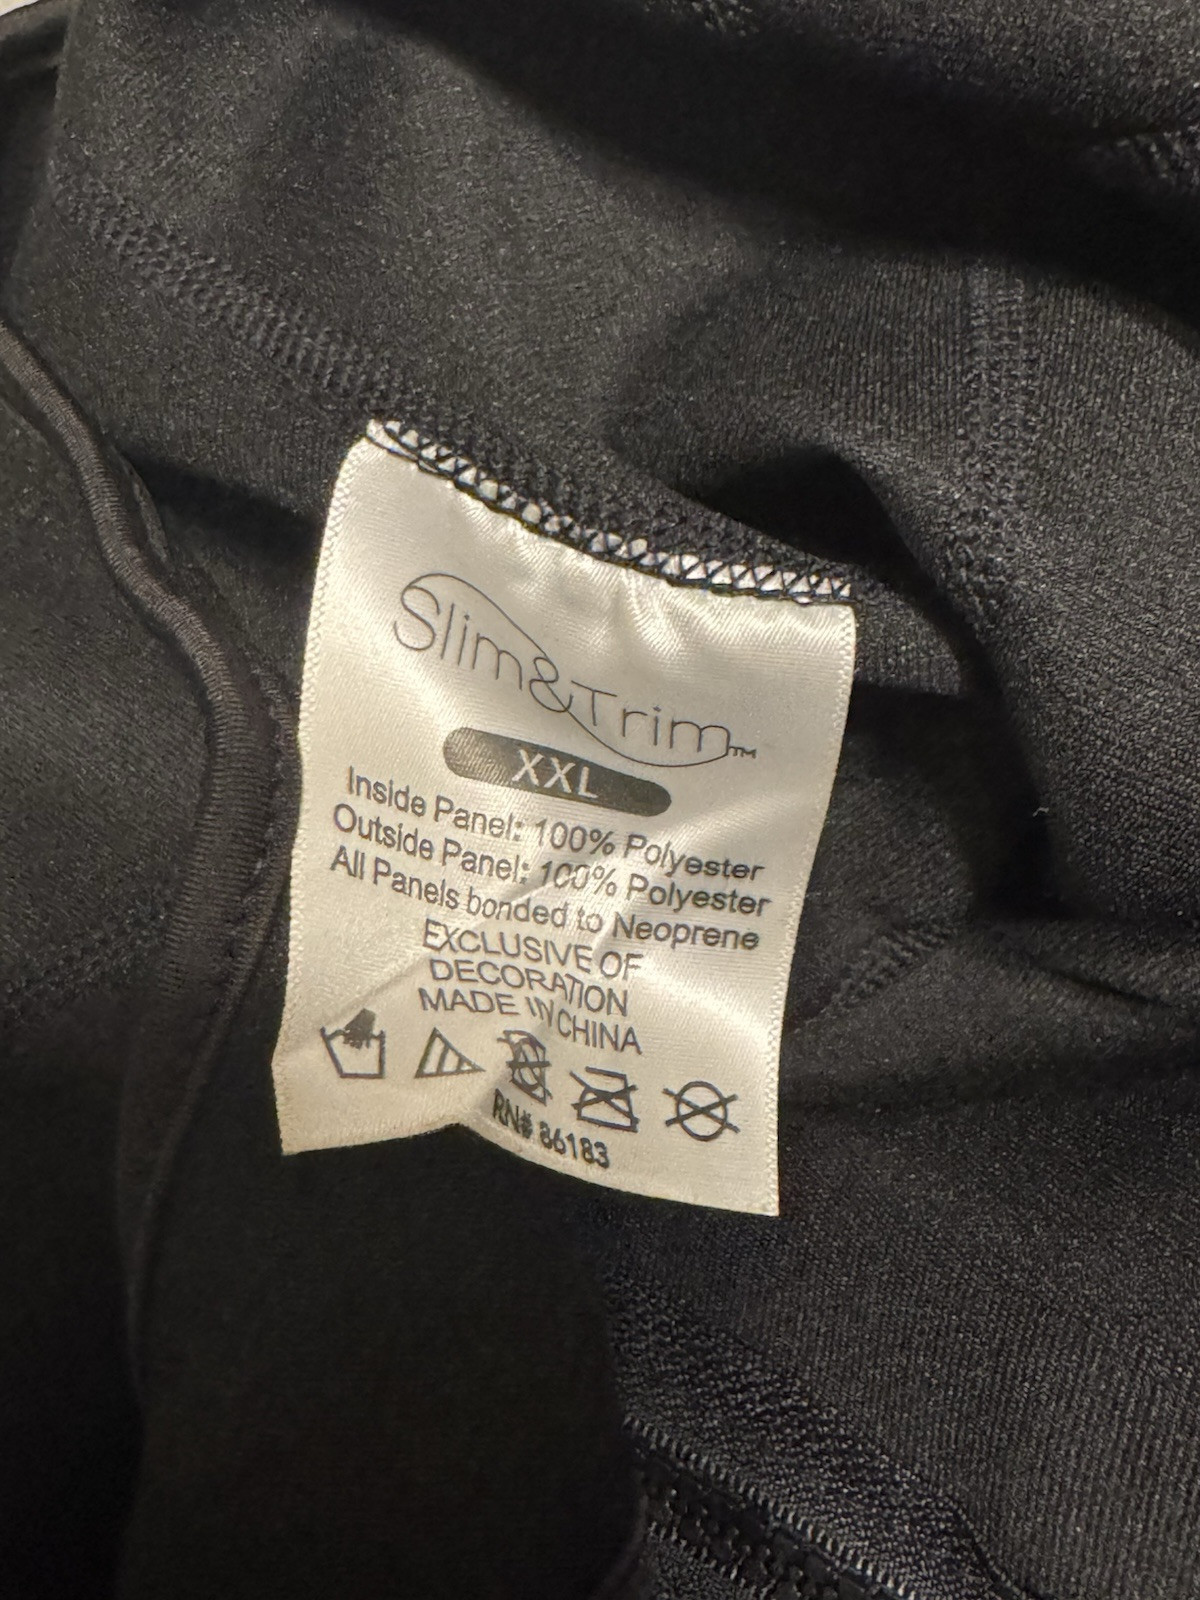 Slim&Trim™
XXL
Inside Panel: 100% Polyester
Outside Panel: 100% Polyester
All Panels bonded to Neoprene
EXCLUSIVE OF
DECORATION
MADE IN CHINA
RN# 86183